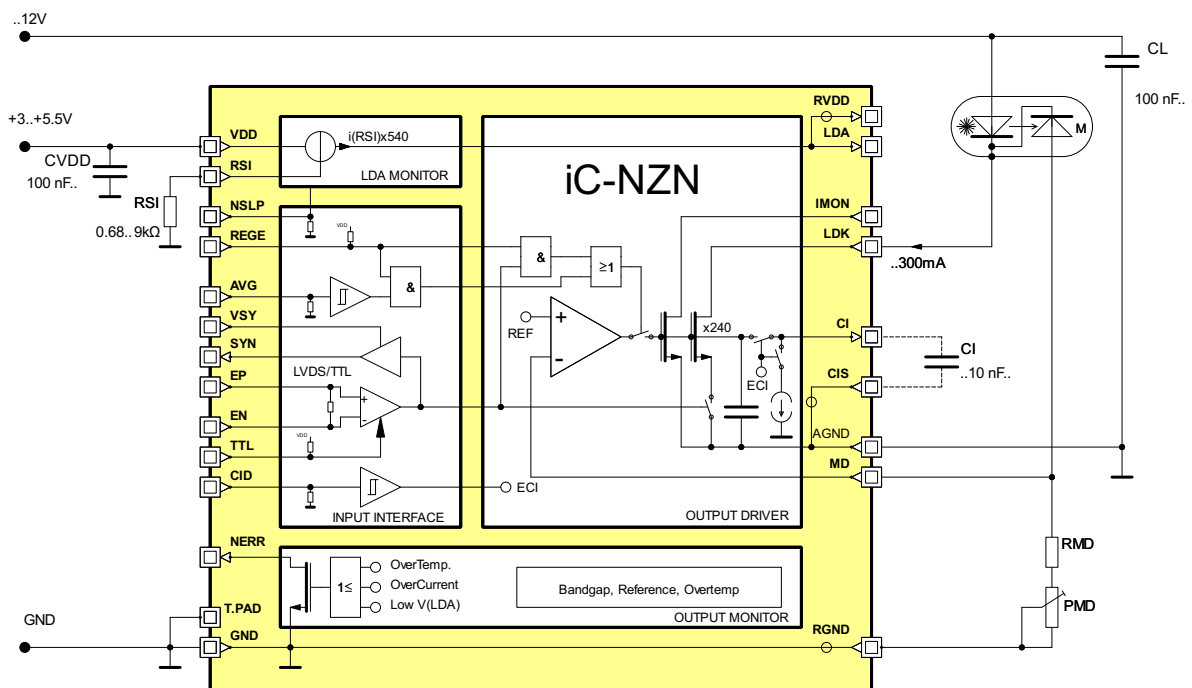 ..12V
CL
100 nF..
+3..+5.5V
CVDD
100 nF..
RSI
0.68.. 9kΩ
VDD
RSI
NSLP
REGE
AVG
VSY
SYN
EP
EN
TTL
CID
NERR
T.PAD
GND
GND
i(RSI)x540
LDA MONITOR
VDD
&
LVDS/TTL
+
-
VDD
ECI
INPUT INTERFACE
iC-NZN
&
≥1
REF
+
-
x240
ECI
OUTPUT DRIVER
RVDD
LDA
IMON
LDK
..300mA
CI
CIS
CI
..10 nF..
AGND
MD
M
RMD
PMD
RGND
1≤
OverTemp.
OverCurrent
Low V(LDA)
Bandgap, Reference, Overtemp
OUTPUT MONITOR